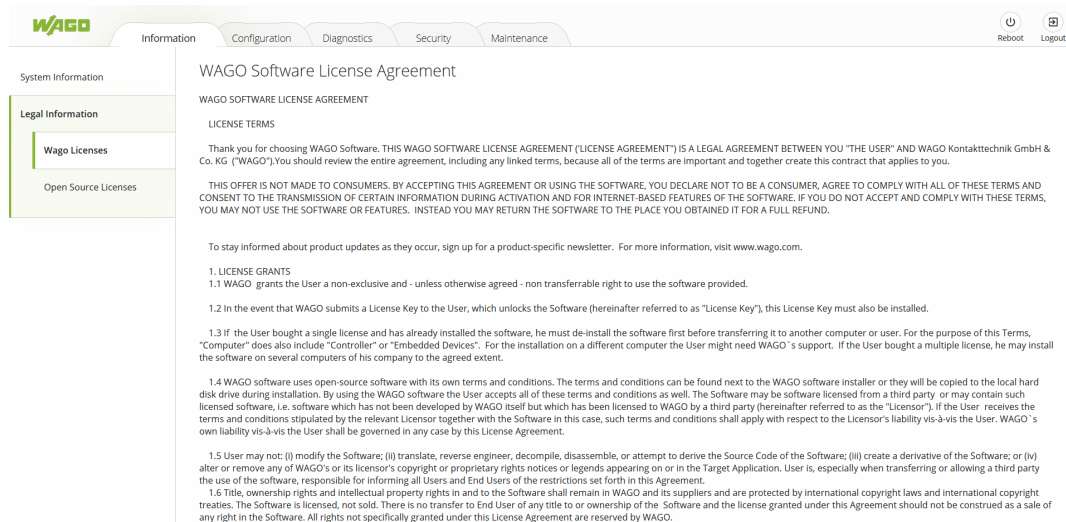 WAGO
Information
Configuration
Diagnostics
Security
Maintenance
Reboot
Logout
System Information
Legal Information
Wago Licenses
Open Source Licenses
WAGO Software License Agreement
WAGO SOFTWARE LICENSE AGREEMENT
LICENSE TERMS
Thank you for choosing WAGO Software. THIS WAGO SOFTWARE LICENSE AGREEMENT ('LICENSE AGREEMENT") IS A LEGAL AGREEMENT BETWEEN YOU "THE USER" AND WAGO Kontakttechnik GmbH &
Co. KG ("WAGO").You should review the entire agreement, including any linked terms, because all of the terms are important and together create this contract that applies to you.
THIS OFFER IS NOT MADE TO CONSUMERS. BY ACCEPTING THIS AGREEMENT OR USING THE SOFTWARE, YOU DECLARE NOT TO BE A CONSUMER, AGREE TO COMPLY WITH ALL OF THESE TERMS AND
CONSENT TO THE TRANSMISSION OF CERTAIN INFORMATION DURING ACTIVATION AND FOR INTERNET-BASED FEATURES OF THE SOFTWARE. IF YOU DO NOT ACCEPT AND COMPLY WITH THESE TERMS,
YOU MAY NOT USE THE SOFTWARE OR FEATURES. INSTEAD YOU MAY RETURN THE SOFTWARE TO THE PLACE YOU OBTAINED IT FOR A FULL REFUND.
To stay informed about product updates as they occur, sign up for a product-specific newsletter. For more information, visit www.wago.com.
1. LICENSE GRANTS
1.1 WAGO grants the User a non-exclusive and - unless otherwise agreed - non transferrable right to use the software provided.
1.2 In the event that WAGO submits a License Key to the User, which unlocks the Software (hereinafter referred to as "License Key"), this License Key must also be installed.
1.3 If the User bought a single license and has already installed the software, he must de-install the software first before transferring it to another computer or user. For the purpose of this Terms,
"Computer" does also include "Controller" or "Embedded Devices". For the installation on a different computer the User might need WAGO`s support. If the User bought a multiple license, he may install
the software on several computers of his company to the agreed extent.
1.4 WAGO software uses open-source software with its own terms and conditions. The terms and conditions can be found next to the WAGO software installer or they will be copied to the local hard
disk drive during installation. By using the WAGO software the User accepts all of these terms and conditions as well. The Software may be software licensed from a third party or may contain such
licensed software, i.e. software which has not been developed by WAGO itself but which has been licensed to WAGO by a third party (hereinafter referred to as the "Licensor"). If the User receives the
terms and conditions stipulated by the relevant Licensor together with the Software in this case, such terms and conditions shall apply with respect to the Licensor's liability vis-à-vis the User. WAGO`s
own liability vis-à-vis the User shall be governed in any case by this License Agreement.
1.5 User may not: (i) modify the Software; (ii) translate, reverse engineer, decompile, disassemble, or attempt to derive the Source Code of the Software; (iii) create a derivative of the Software; or (iv)
alter or remove any of WAGO's or its licensor's copyright or proprietary rights notices or legends appearing on or in the Target Application. User is, especially when transferring or allowing a third party
the use of the software, responsible for informing all Users and End Users of the restrictions set forth in this Agreement.
1.6 Title, ownership rights and intellectual property rights in and to the Software shall remain in WAGO and its suppliers and are protected by international copyright laws and international copyright
treaties. The Software is licensed, not sold. There is no transfer to End User of any title to or ownership of the Software and the license granted under this Agreement should not be construed as a sale of
any right in the Software. All rights not specifically granted under this License Agreement are reserved by WAGO.